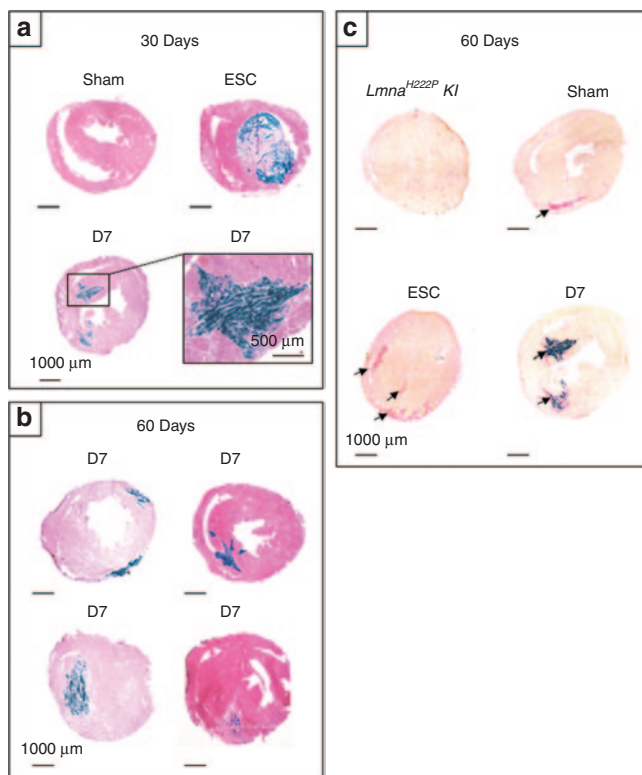 a
30 Days
Sham
ESC
D7
D7
500 μm
1000 μm
b
60 Days
D7
D7
D7
D7
1000 μm
c
60 Days
Lmna^H222P KI
Sham
ESC
D7
1000 μm